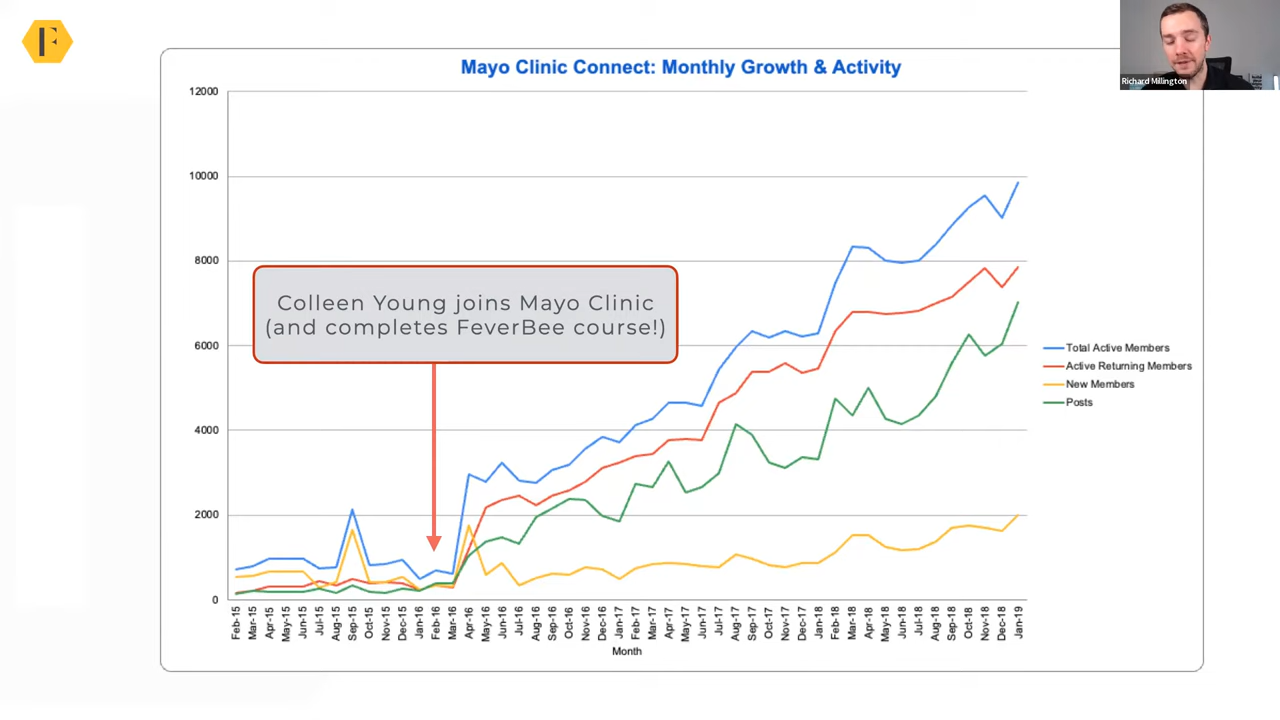 F
Mayo Clinic Connect: Monthly Growth & Activity
Richard Millington
12000
10000
8000
6000
4000
2000
0
Colleen Young joins Mayo Clinic
(and completes FeverBee course!)
Total Active Members
Active Returning Members
New Members
Posts
Feb-15
Mar-15
Apr-15
May-15
Jun-15
Jul-15
Aug-15
Sep-15
Oct-15
Nov-15
Dec-15
Jan-16
Feb-16
Mar-16
Apr-16
May-16
Jun-16
Jul-16
Aug-16
Sep-16
Oct-16
Nov-16
Dec-16
Jan-17
Feb-17
Mar-17
Apr-17
May-17
Jun-17
Jul-17
Aug-17
Sep-17
Oct-17
Nov-17
Dec-17
Jan-18
Feb-18
Mar-18
Apr-18
May-18
Jun-18
Jul-18
Aug-18
Sep-18
Oct-18
Nov-18
Dec-18
Jan-19
Month